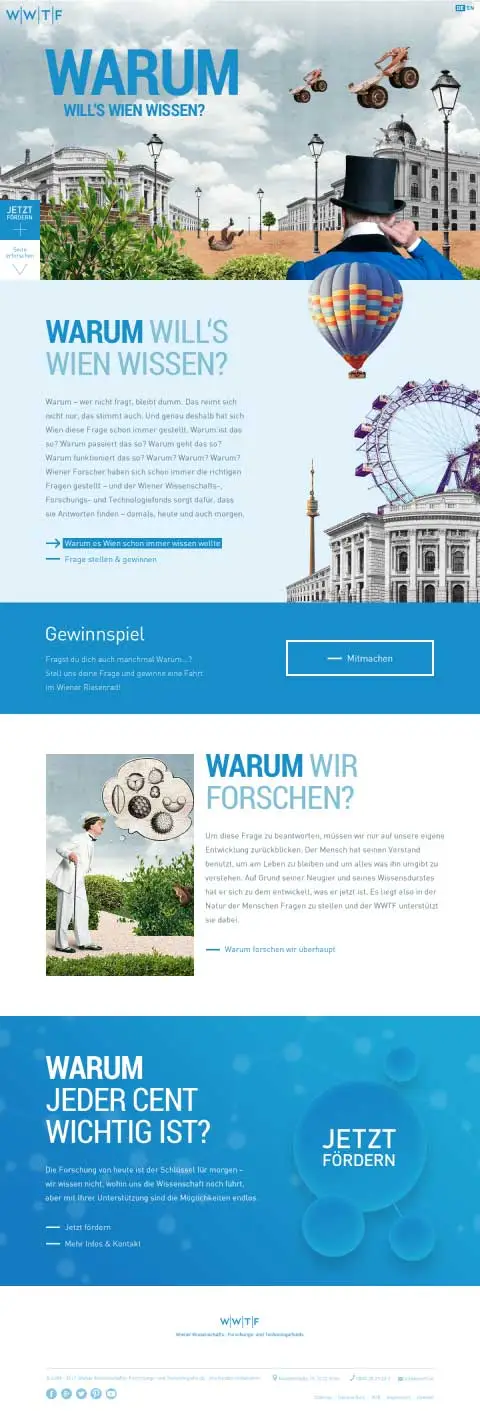 W|W|T|F
DE EN
WARUM
WILL'S WIEN WISSEN?
JETZT
FÖRDERN
Seite
erforschen
WARUM WILL'S
WIEN WISSEN?
Warum – wer nicht fragt, bleibt dumm. Das reimt sich
nicht nur, das stimmt auch. Und genau deshalb hat sich
Wien diese Frage schon immer gestellt. Warum ist das
so? Warum passiert das so? Warum geht das so?
Warum funktioniert das so? Warum? Warum? Warum?
Wiener Forscher haben sich schon immer die richtigen
Fragen gestellt – und der Wiener Wissenschafts-,
Forschungs- und Technologiefonds sorgt dafür, dass
sie Antworten finden – damals, heute und auch morgen.
Warum es Wien schon immer wissen wollte
Frage stellen & gewinnen
Gewinnspiel
Fragst du dich auch manchmal Warum...?
Stell uns deine Frage und gewinne eine Fahrt
im Wiener Riesenrad!
Mitmachen
WARUM WIR
FORSCHEN?
Um diese Frage zu beantworten, müssen wir nur auf unsere eigene
Entwicklung zurückblicken. Der Mensch hat seinen Verstand
benutzt, um am Leben zu bleiben und um alles was ihn umgibt zu
verstehen. Auf Grund seiner Neugier und seines Wissensdurstes
hat er sich zu dem entwickelt, was er jetzt ist. Es liegt also in der
Natur der Menschen Fragen zu stellen und der WWTF unterstützt
sie dabei.
Warum forschen wir überhaupt
WARUM
JEDER CENT
WICHTIG IST?
JETZT
FÖRDERN
Die Forschung von heute ist der Schlüssel für morgen –
wir wissen nicht, wohin uns die Wissenschaft noch führt,
aber mit Ihrer Unterstützung sind die Möglichkeiten endlos.
Jetzt fördern
Mehr Infos & Kontakt
W|W|T|F
Wiener Wissenschafts-, Forschungs- und Technologiefonds